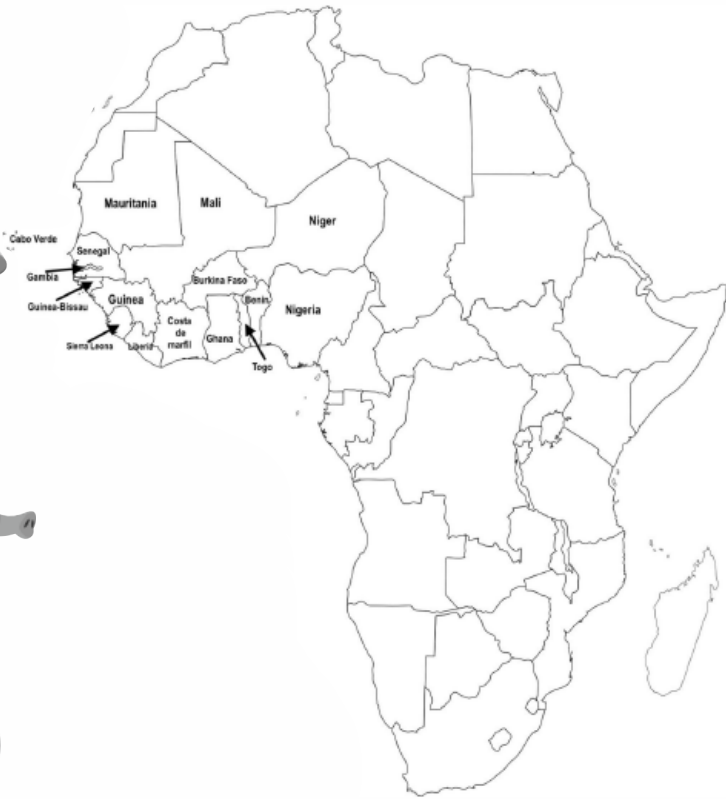 Mauritania
Mali
Niger
Cabo Verde
Senegal
Gambia
Burkina Faso
Guinea
Benin
Guinea-Bissau
Nigeria
Costa
de
marfil
Ghana
Sierra Leona
Liberia
Togo